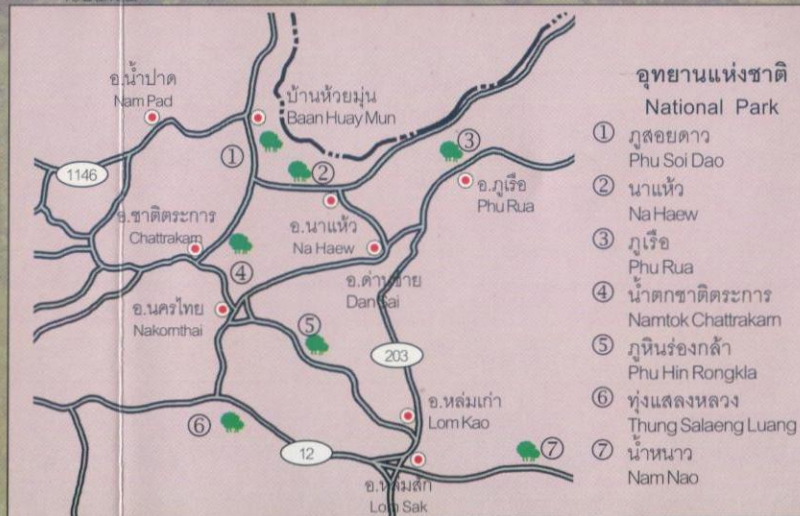 อ.น้ำปาด
Nam Pad
บ้านห้วยมุ่น
Baan Huay Mun
①
②
③
1146
อ.ภูเรือ
Phu Rua
อ.ชาติตระการ
Chattrakarn
อ.นาแห้ว
Na Haew
④
อ.ด่านซ้าย
Dan Sai
อ.นครไทย
Nakornthai
⑤
203
อ.หล่มเก่า
Lom Kao
⑥
12
⑦
อ.หล่มสัก
Lom Sak
อุทยานแห่งชาติ
National Park
① ภูสอยดาว
Phu Soi Dao
② นาแห้ว
Na Haew
③ ภูเรือ
Phu Rua
④ น้ำตกชาติตระการ
Namtok Chattrakarn
⑤ ภูหินร่องกล้า
Phu Hin Rongkla
⑥ ทุ่งแสลงหลวง
Thung Salaeng Luang
⑦ น้ำหนาว
Nam Nao